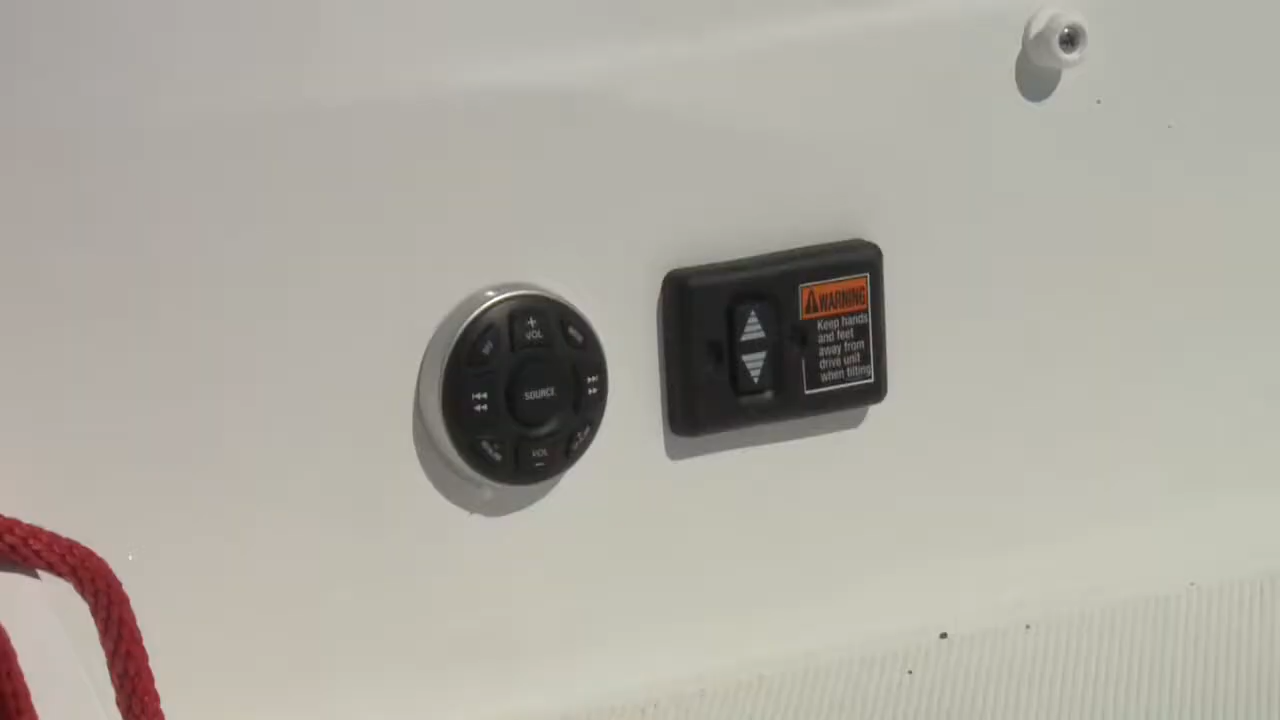 +
VOL
SOURCE
VOL
−
WARNING
Keep hands
and feet
away from
drive unit
when tilting